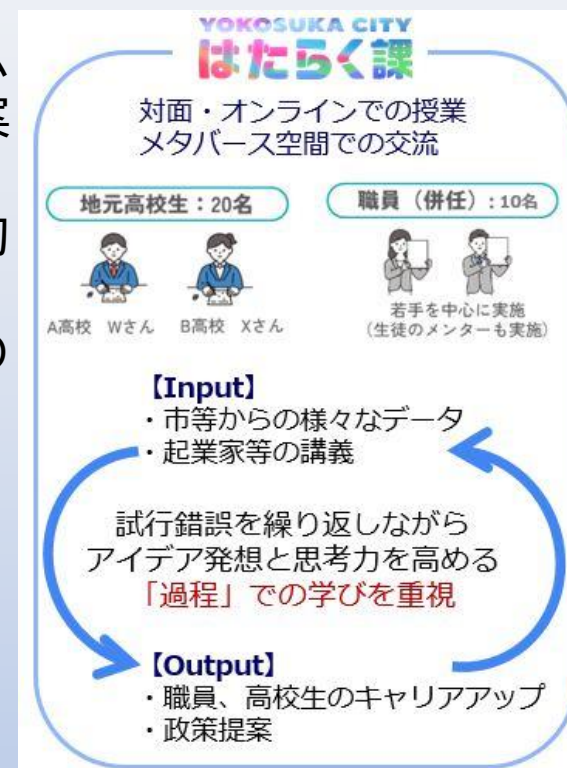 YOKOSUKA CITY
はたらく課
対面・オンラインでの授業
メタバース空間での交流
地元高校生：20名
職員（併任）：10名
A高校 Wさん
B高校 Xさん
若手を中心に実施
（生徒のメンターも実施）
【Input】
・市等からの様々なデータ
・起業家等の講義
試行錯誤を繰り返しながら
アイデア発想と思考力を高める
「過程」での学びを重視
【Output】
・職員、高校生のキャリアアップ
・政策提案